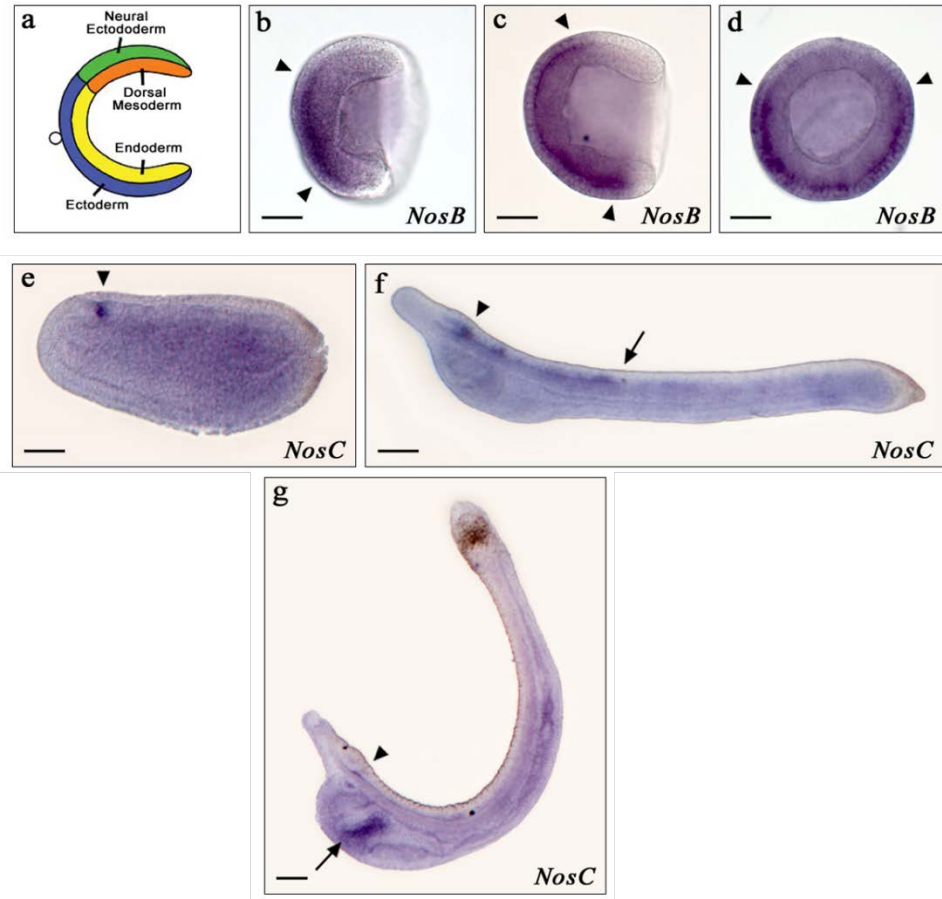 a
Neural
Ectododerm
Dorsal
Mesoderm
Endoderm
Ectoderm
b
NosB
c
NosB
d
NosB
e
NosC
f
NosC
g
NosC